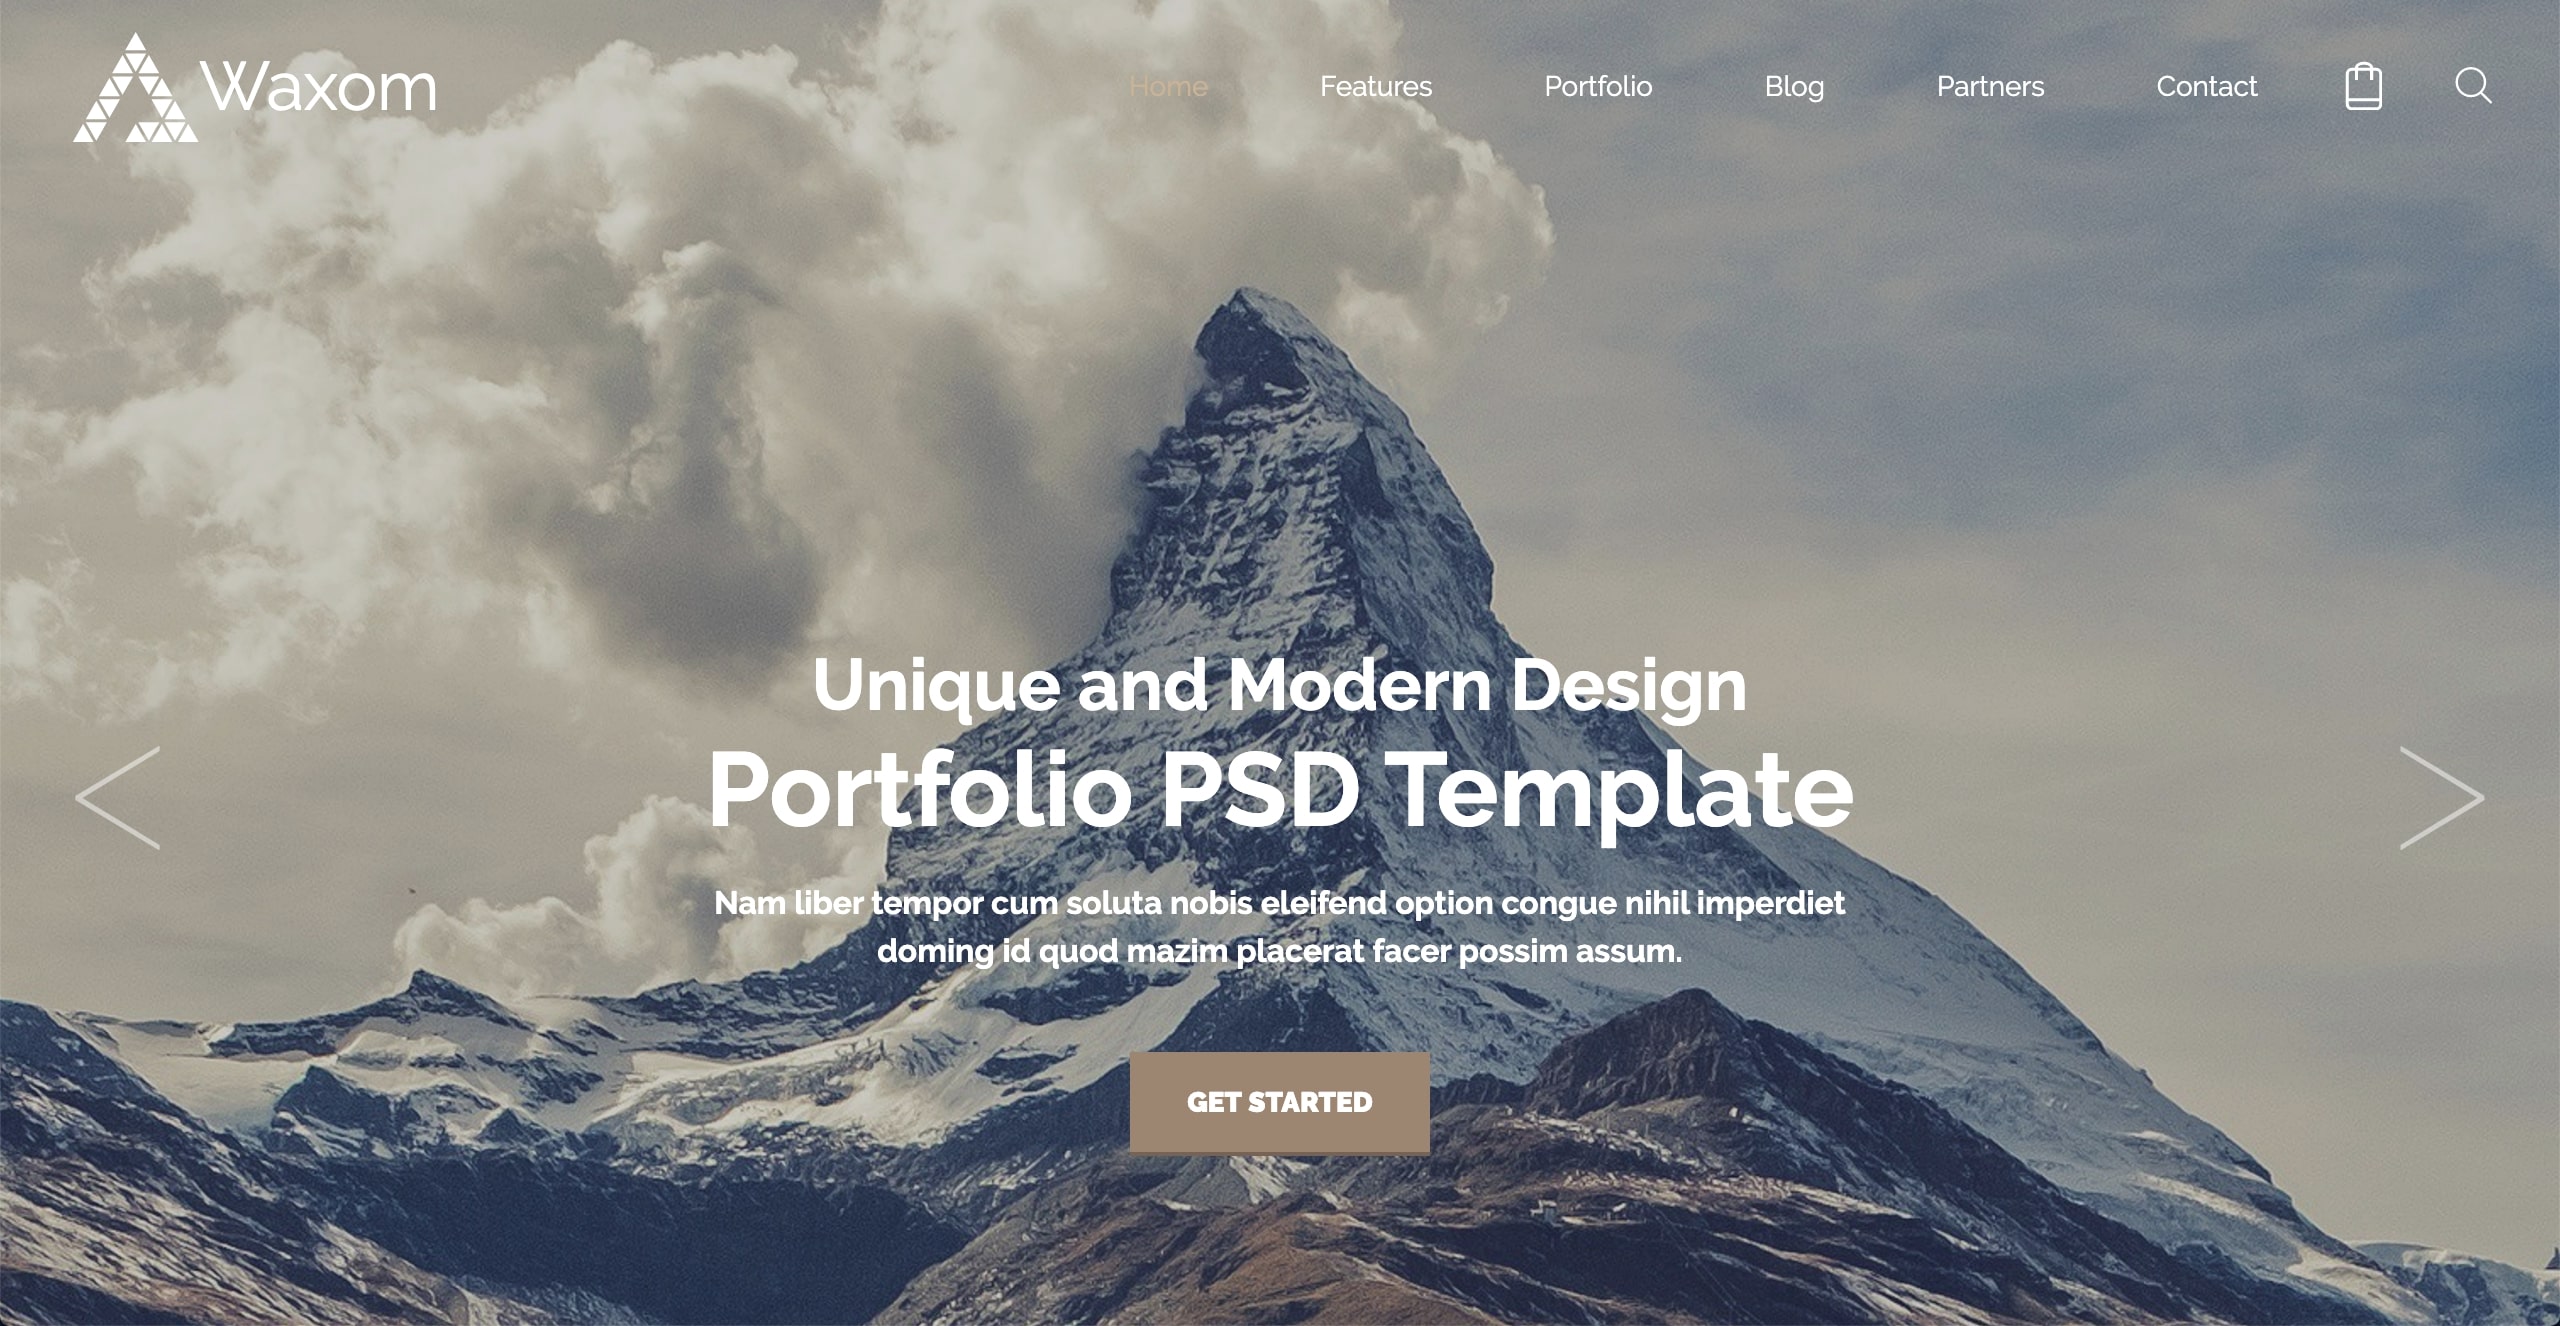 Waxom
Home Features Portfolio Blog Partners Contact
Unique and Modern Design
Portfolio PSD Template
Nam liber tempor cum soluta nobis eleifend option congue nihil imperdiet
doming id quod mazim placerat facer possim assum.
GET STARTED